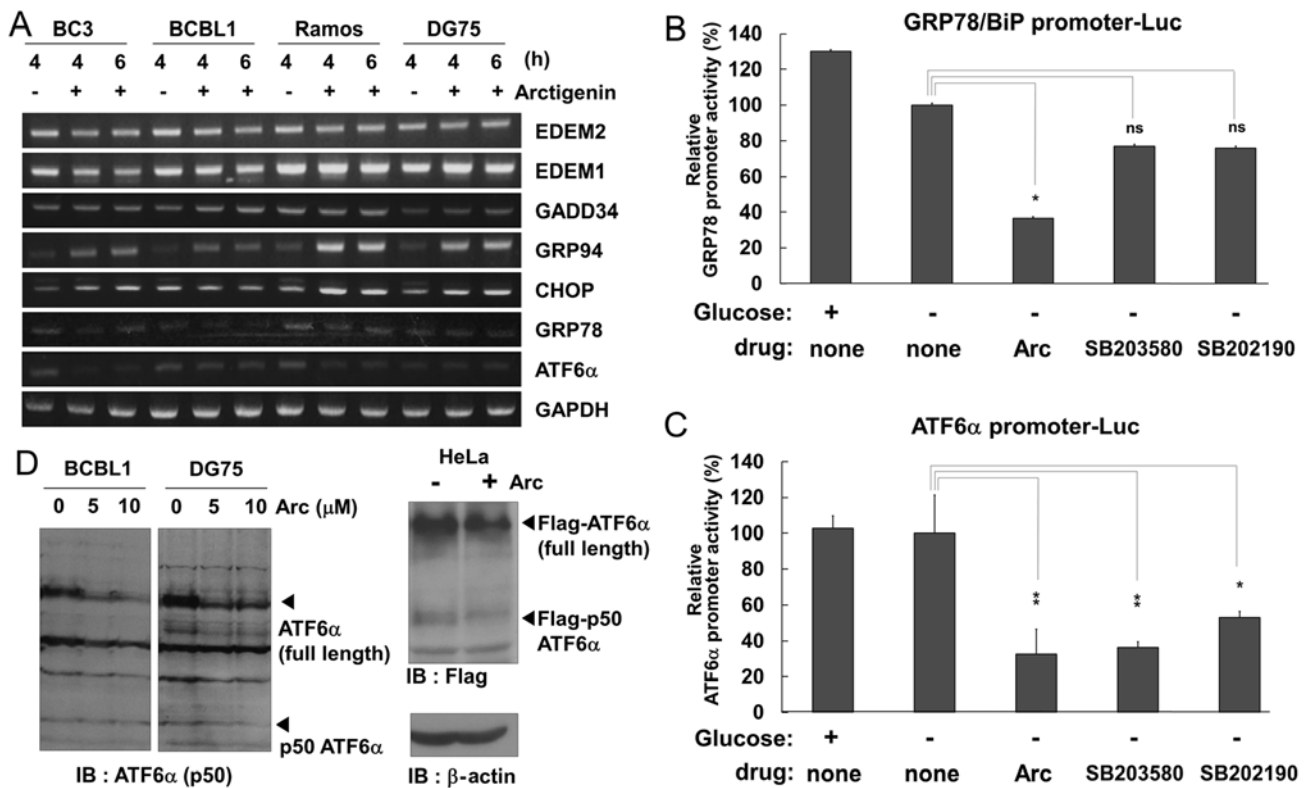 A
BC3 BCBL1 Ramos DG75
4 4 6 4 4 6 4 4 6 4 4 6 (h)
- + + - + + - + + - + + Arctigenin
EDEM2
EDEM1
GADD34
GRP94
CHOP
GRP78
ATF6α
GAPDH
B
GRP78/BiP promoter-Luc
Relative
GRP78 promoter activity (%)
140
120
100
80
60
40
20
0
*
ns
ns
Glucose: + - - - -
drug: none none Arc SB203580 SB202190
C
ATF6α promoter-Luc
Relative
ATF6α promoter activity (%)
140
120
100
80
60
40
20
0
**
**
*
Glucose: + - - - -
drug: none none Arc SB203580 SB202190
D
BCBL1 DG75
0 5 10 0 5 10 Arc (μM)
ATF6α
(full length)
p50 ATF6α
IB : ATF6α (p50)
HeLa
- + Arc
Flag-ATF6α
(full length)
Flag-p50
ATF6α
IB : Flag
IB : β-actin